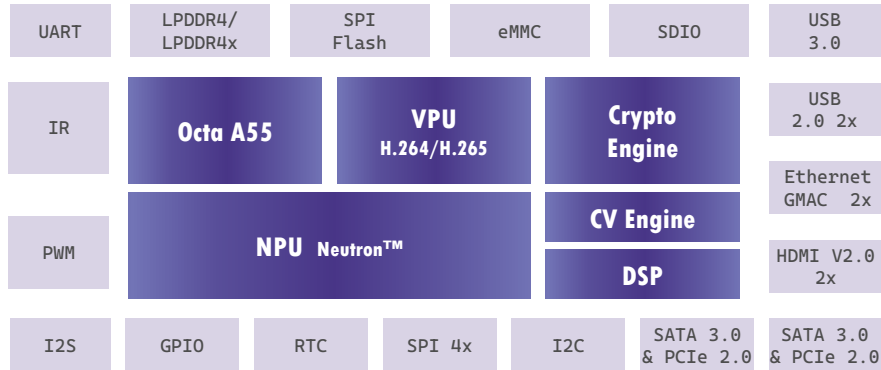 UART
LPDDR4/
LPDDR4x
SPI
Flash
eMMC
SDIO
USB
3.0
IR
Octa A55
VPU
H.264/H.265
Crypto
Engine
USB
2.0 2x
Ethernet
GMAC 2x
PWM
NPU Neutron™
CV Engine
DSP
HDMI V2.0
2x
I2S
GPIO
RTC
SPI 4x
I2C
SATA 3.0
& PCIe 2.0
SATA 3.0
& PCIe 2.0